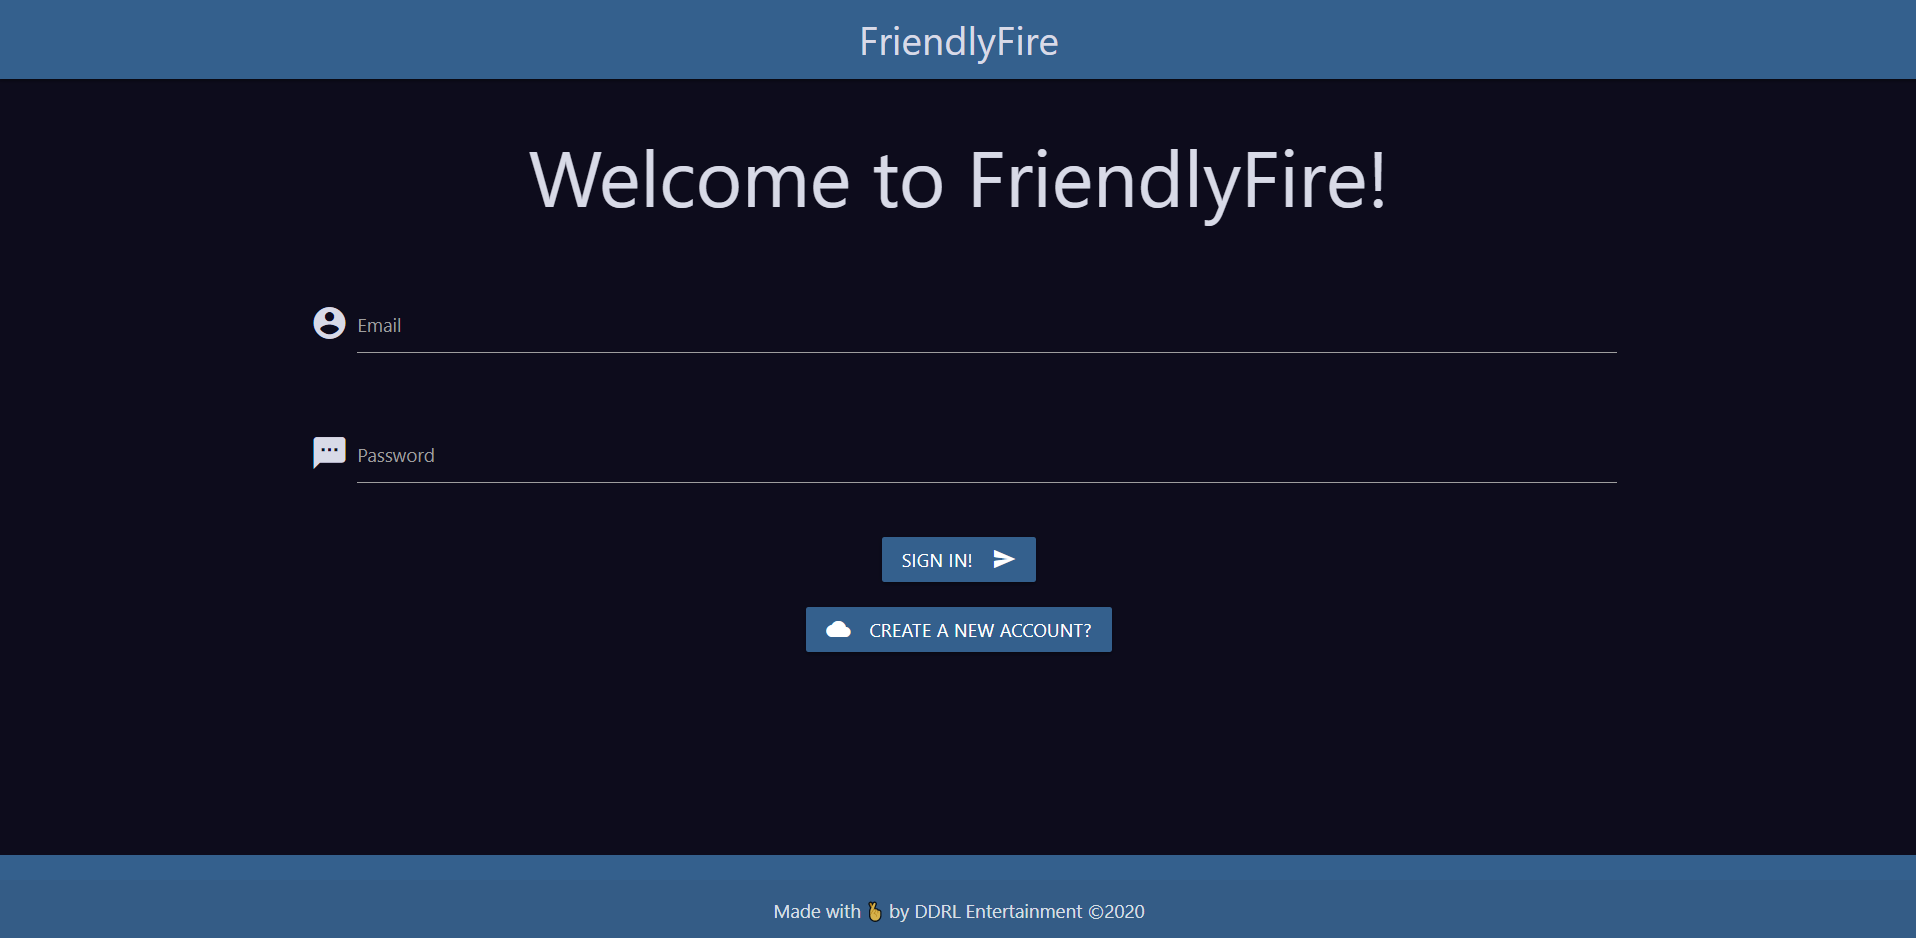 FriendlyFire
Welcome to FriendlyFire!
Email
Password
SIGN IN!
CREATE A NEW ACCOUNT?
Made with 🤞 by DDRL Entertainment ©2020